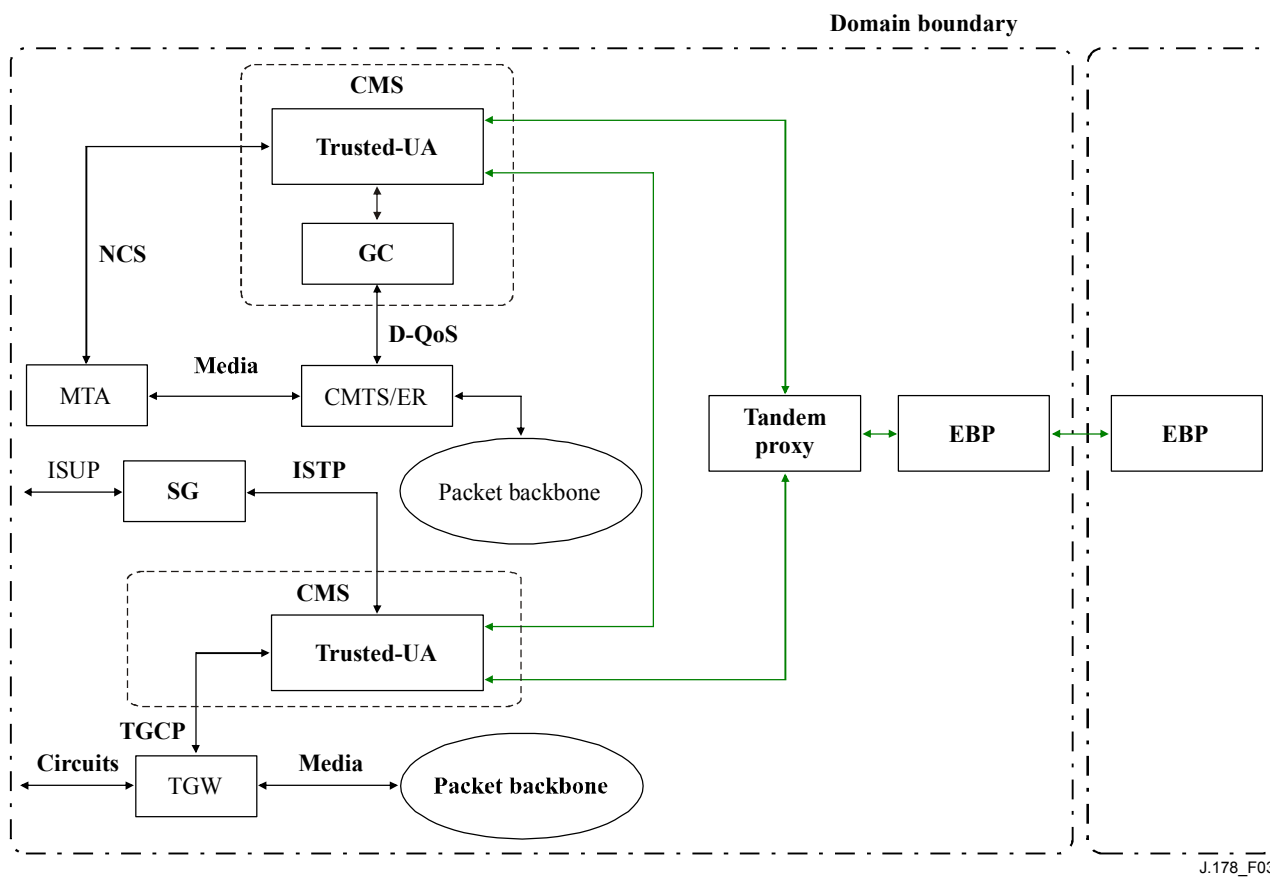 Domain boundary
CMS
Trusted-UA
NCS
GC
D-QoS
Media
MTA
CMTS/ER
Tandem
proxy
EBP
EBP
ISUP
SG
ISTP
Packet backbone
CMS
Trusted-UA
TGCP
Circuits
TGW
Media
Packet backbone
J.178_F03